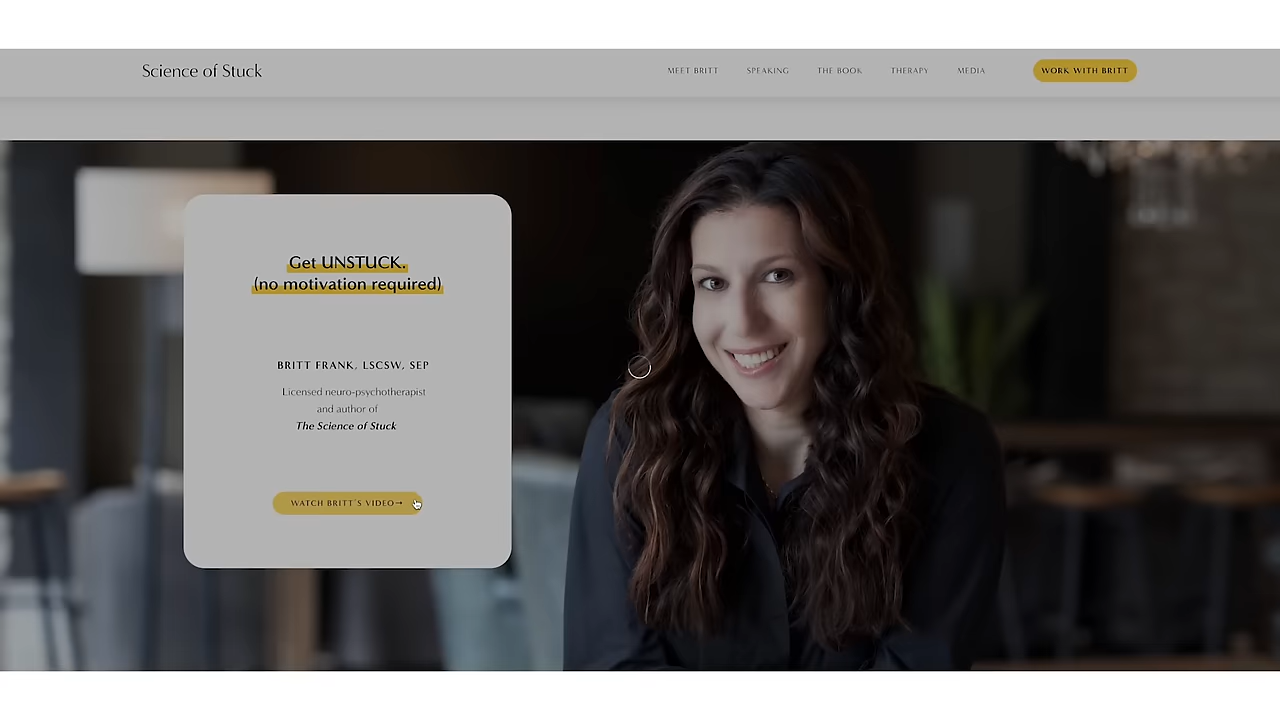 Science of Stuck
MEET BRITT SPEAKING THE BOOK THERAPY MEDIA WORK WITH BRITT
Get UNSTUCK.
(no motivation required)
BRITT FRANK, LSCSW, SEP
Licensed neuro-psychotherapist
and author of
The Science of Stuck
WATCH BRITT'S VIDEO→